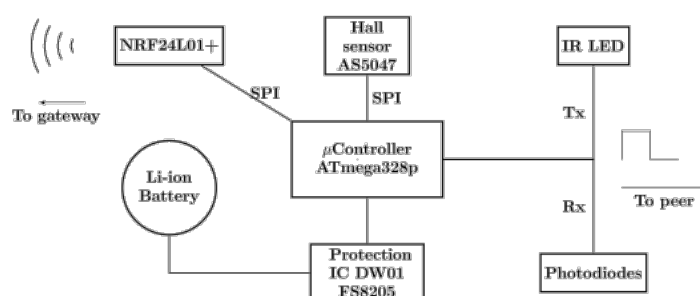 NRF24L01+
Hall
sensor
AS5047
IR LED
SPI
SPI
To gateway
Tx
μController
ATmega328p
Li-ion
Battery
Rx
To peer
Protection
IC DW01
FS8205
Photodiodes